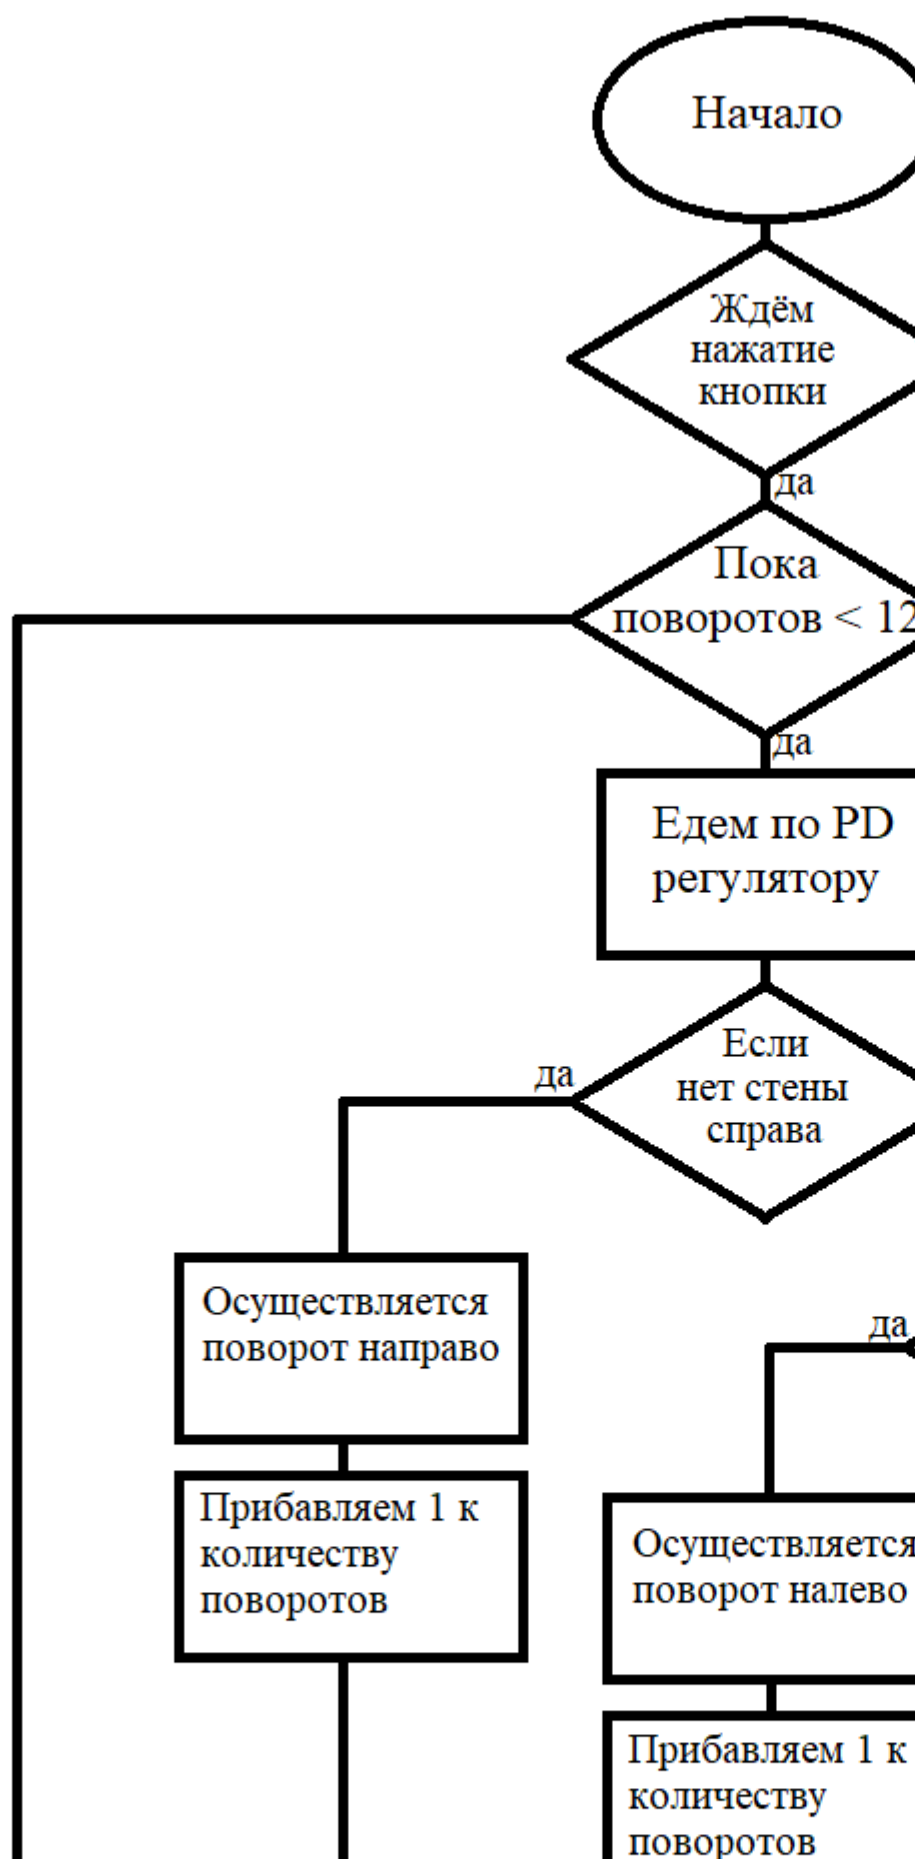 Начало
Ждём
нажатие
кнопки
да
Пока
поворотов < 12
да
Едем по PD
регулятору
Если
нет стены
справа
да
Осуществляется
поворот направо
да
Прибавляем 1 к
количеству
поворотов
Осуществляется
поворот налево
Прибавляем 1 к
количеству
поворотов